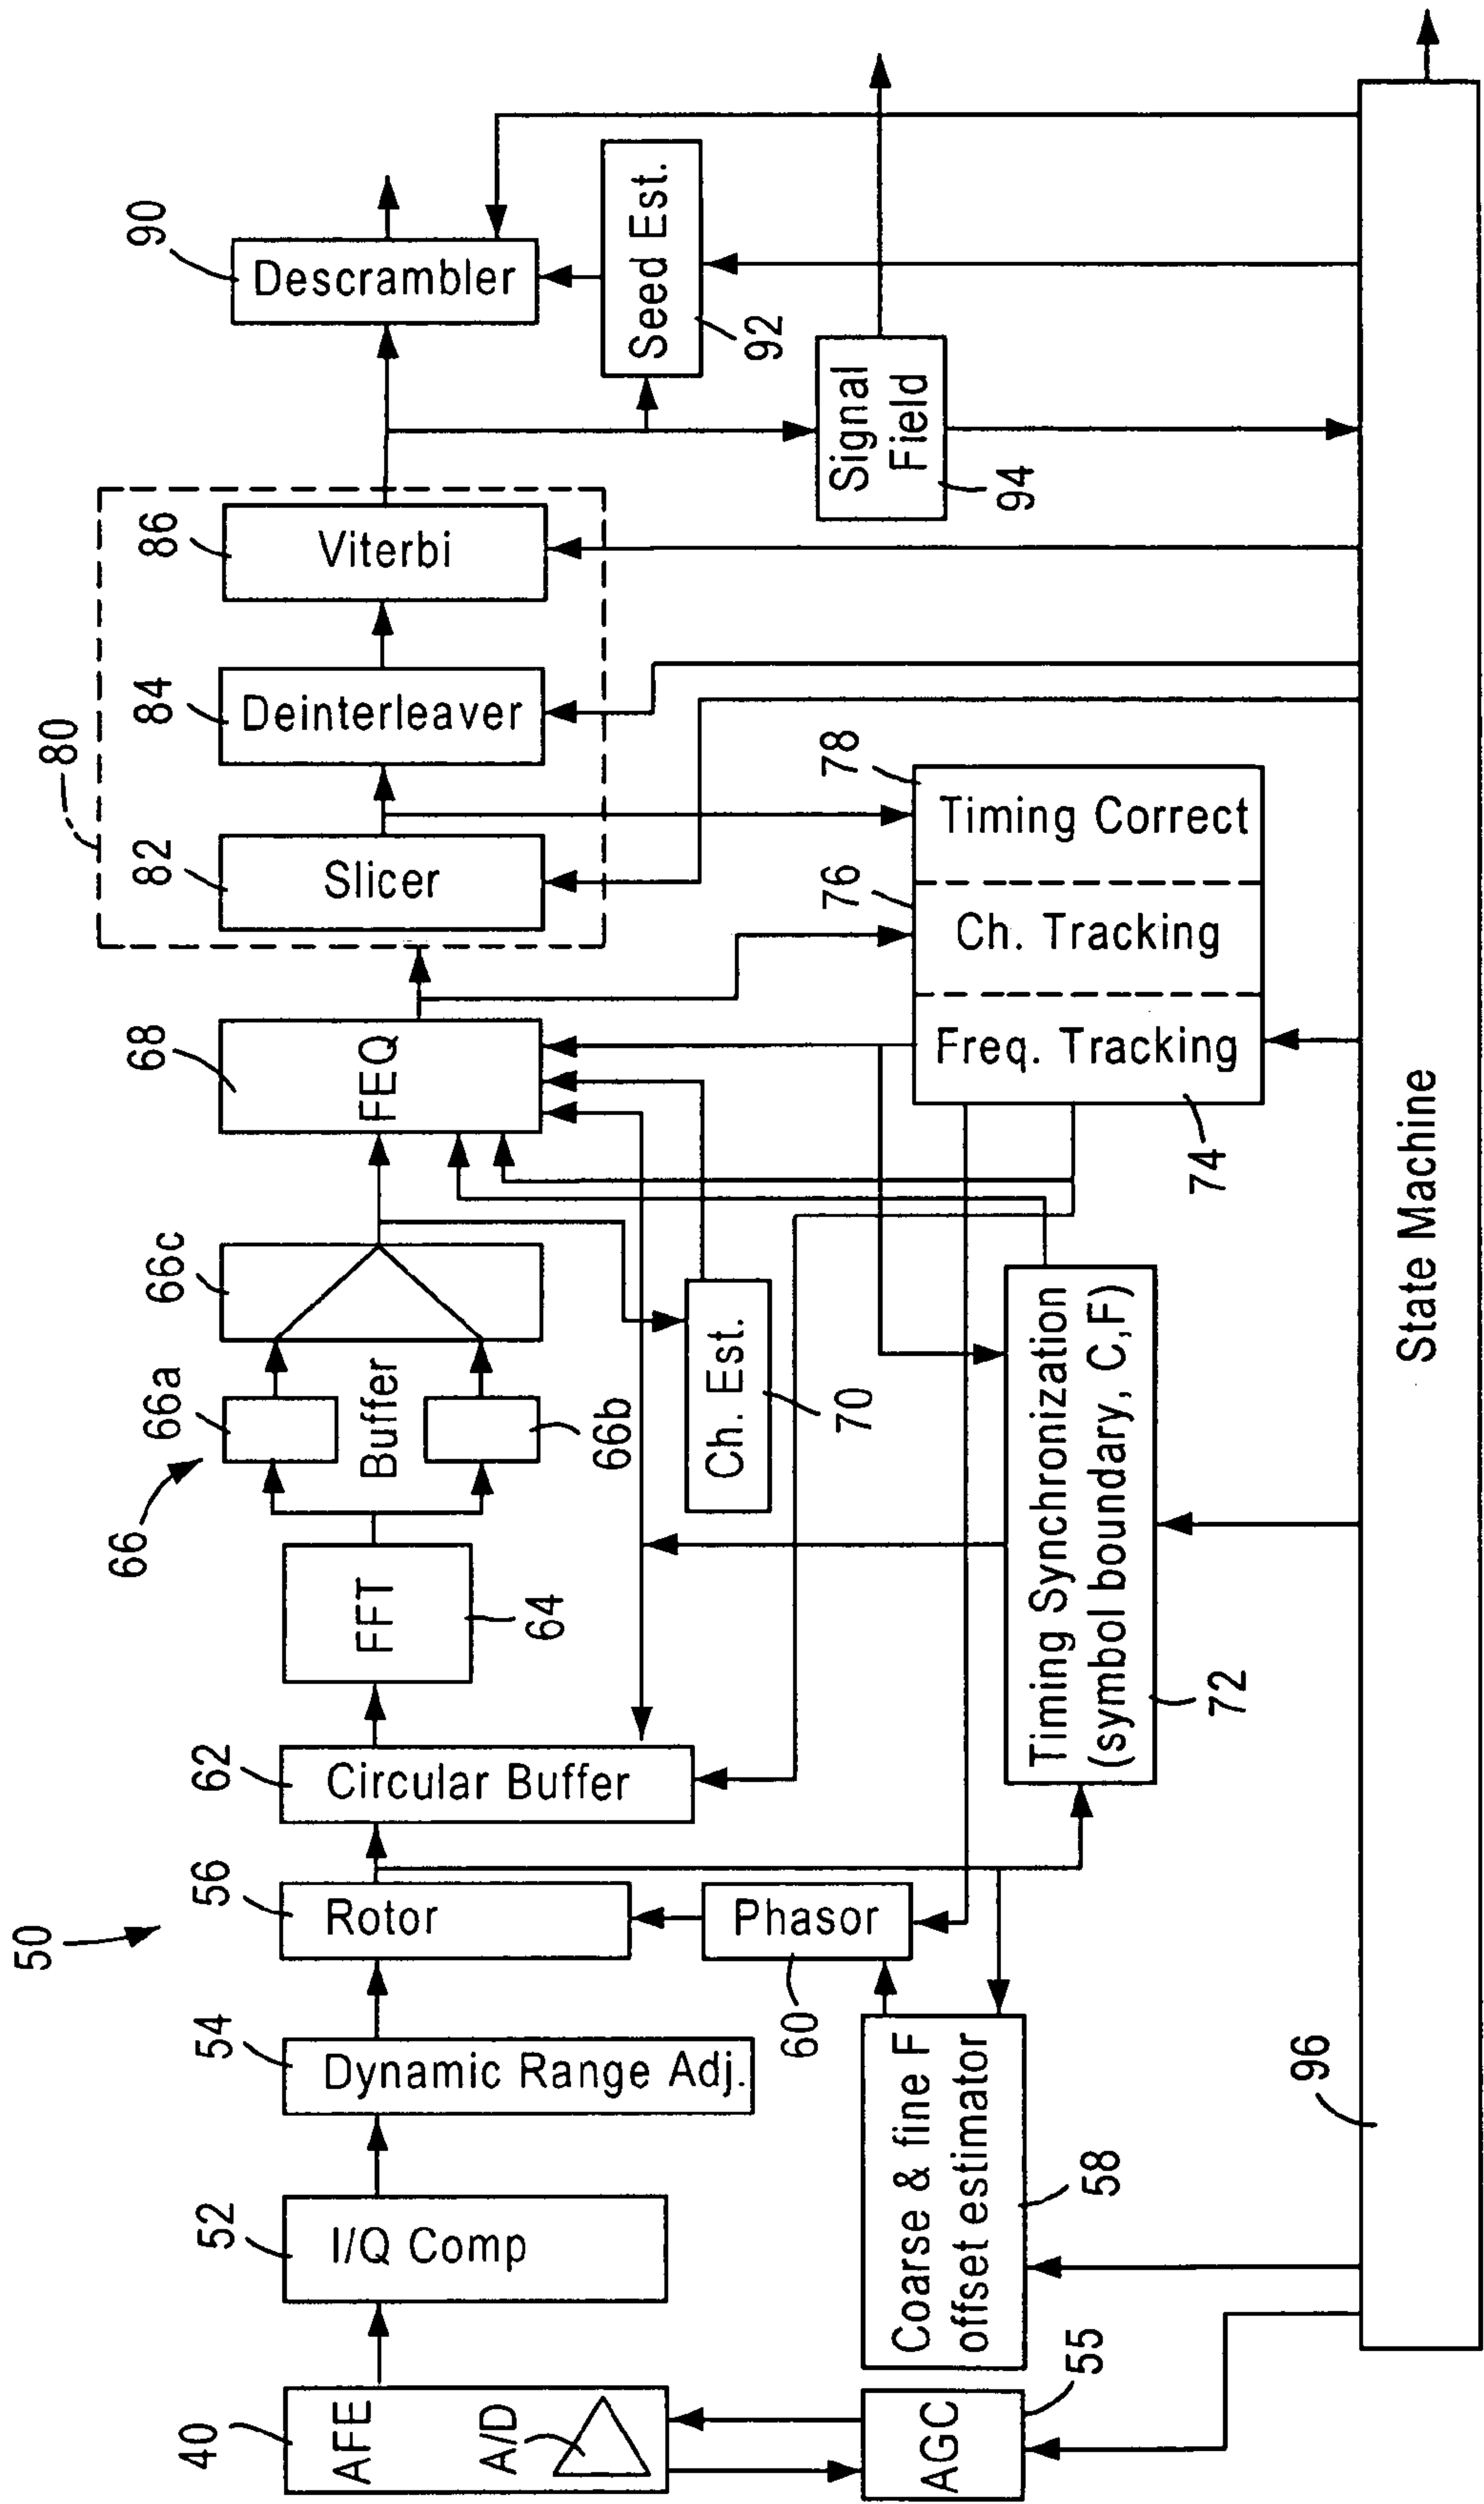 50
40
AFE
A/D
52
I/Q Comp
54
Dynamic Range Adj.
56
Rotor
62
Circular Buffer
FFT
64
66
66a
Buffer
66b
66c
68
FEQ
80
82
Slicer
84
Deinterleaver
86
Viterbi
90
Descrambler
Seed Est.
92
Signal
Field
94
Phasor
60
Ch. Est.
70
78
Timing Correct
76
Ch. Tracking
Freq. Tracking
74
AGC
55
Coarse & fine F
offset estimator
58
Timing Synchronization
(symbol boundary, C,F)
72
96
State Machine